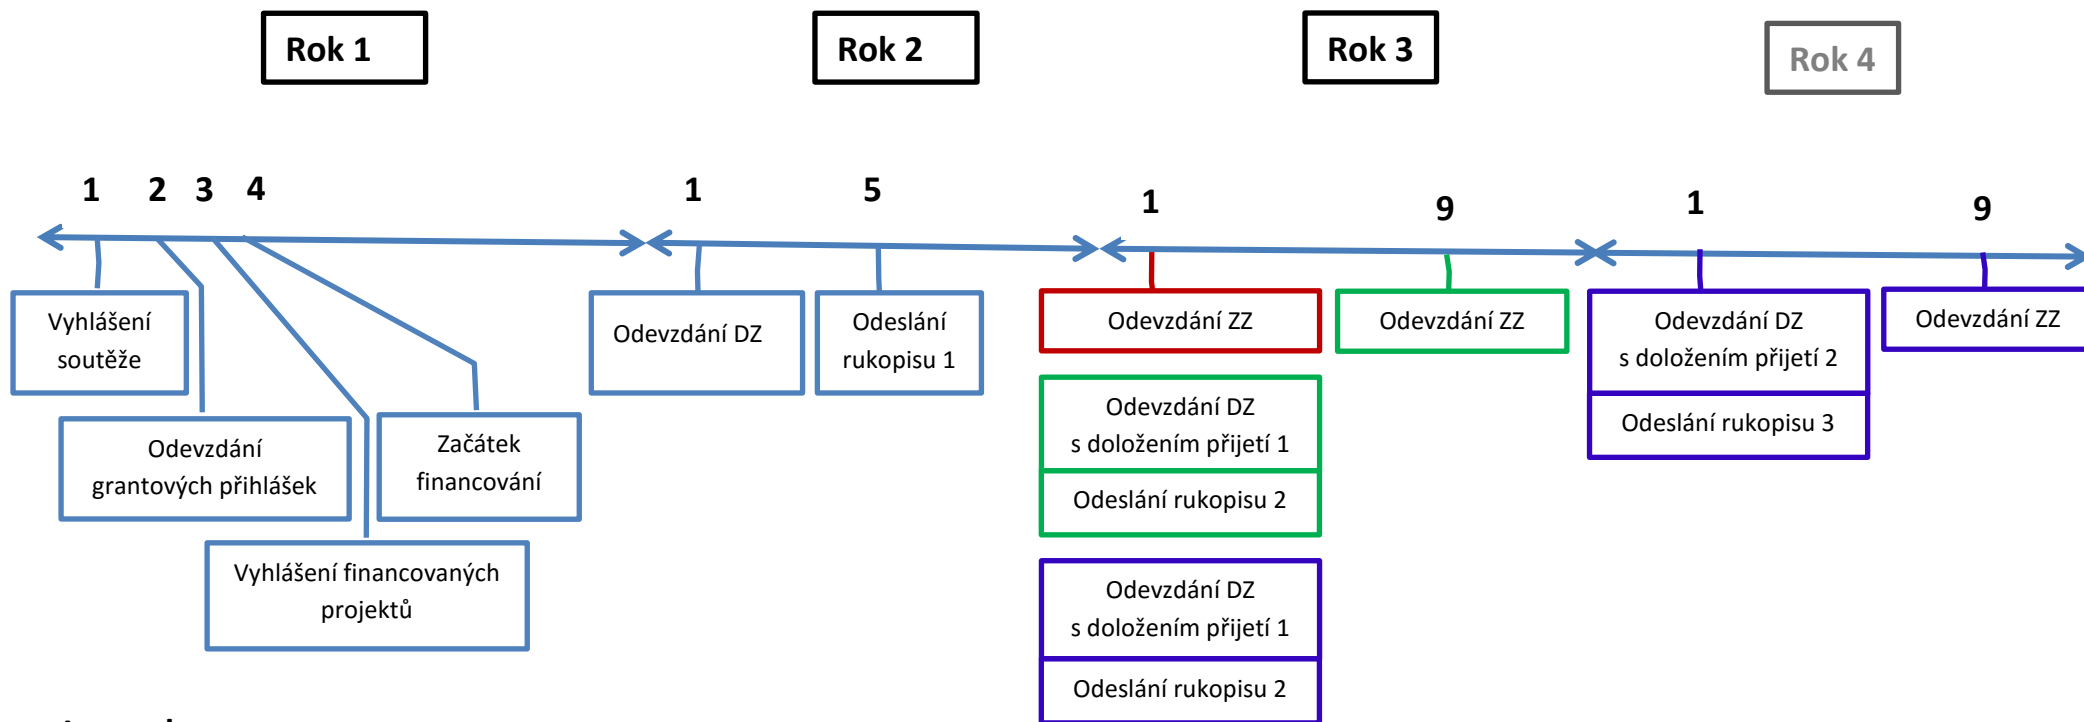 Rok 1
Rok 2
Rok 3
Rok 4
1 2 3 4
1 5
1 9
1 9
Vyhlášení
soutěže
Odevzdání
grantových přihlášek
Vyhlášení financovaných
projektů
Začátek
financování
Odevzdání DZ
Odeslání
rukopisu 1
Odevzdání ZZ
Odevzdání DZ
s doložením přijetí 1
Odeslání rukopisu 2
Odevzdání DZ
s doložením přijetí 1
Odeslání rukopisu 2
Odevzdání ZZ
Odevzdání DZ
s doložením přijetí 2
Odeslání rukopisu 3
Odevzdání ZZ